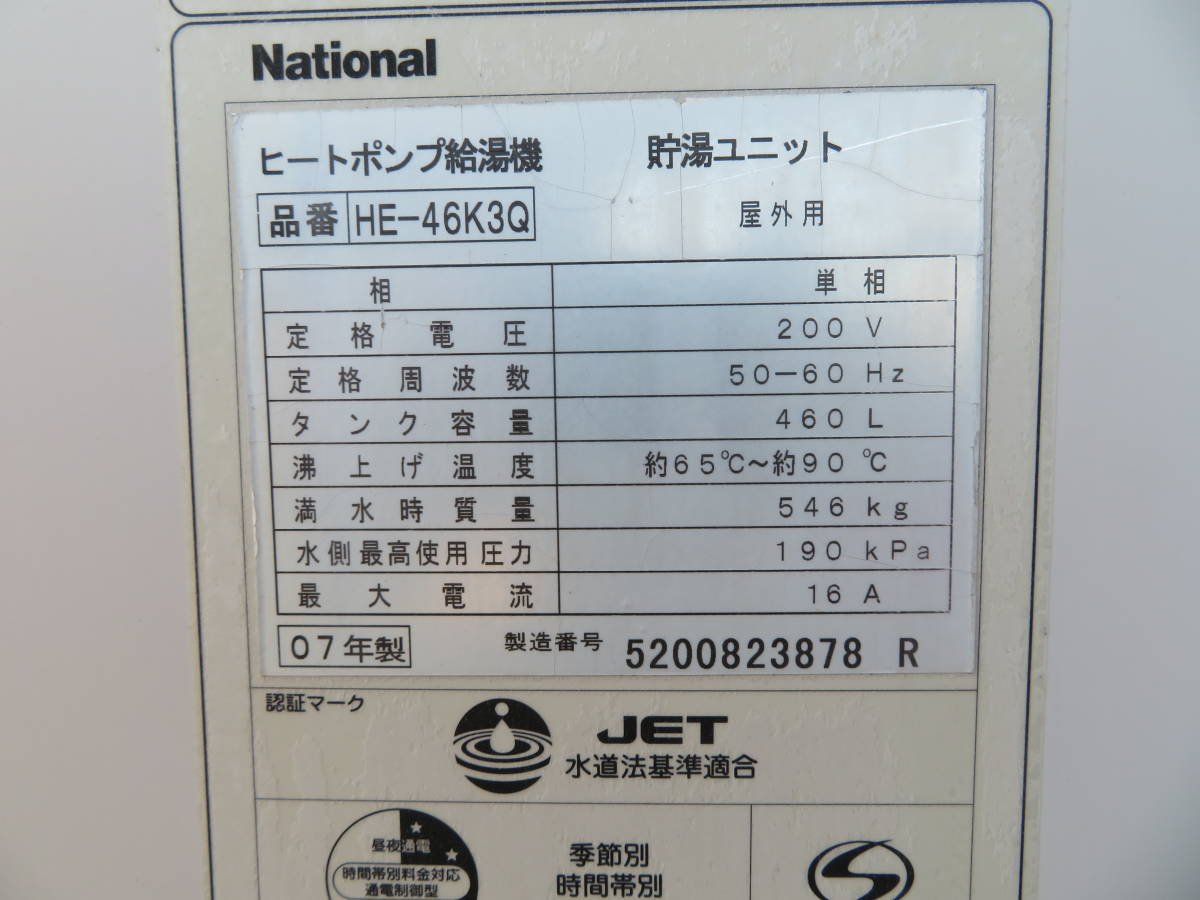 National
ヒートポンプ給湯機 貯湯ユニット
品番 HE-46K3Q 屋外用
相 単相
定格電圧 200 V
定格周波数 50-60 Hz
タンク容量 460 L
沸上げ温度 約65℃~約90℃
満水時質量 546 kg
水側最高使用圧力 190 kPa
最大電流 16 A
07年製 製造番号 5200823878 R
認証マーク
JET
水道法基準適合
昼夜通電
時間帯別料金対応
通電制御型
季節別
時間帯別